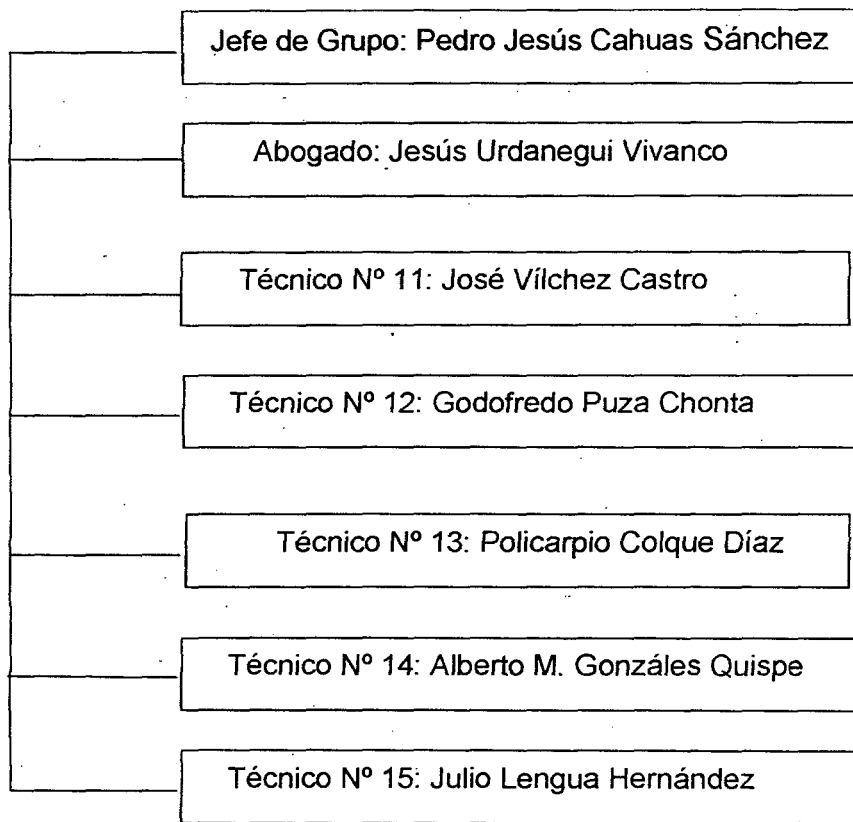 Jefe de Grupo: Pedro Jesús Cahuas Sánchez
Abogado: Jesús Urdanegui Vivanco
Técnico Nº 11: José Vílchez Castro
Técnico Nº 12: Godofredo Puza Chonta
Técnico Nº 13: Policarpio Colque Díaz
Técnico Nº 14: Alberto M. Gonzáles Quispe
Técnico Nº 15: Julio Lengua Hernández